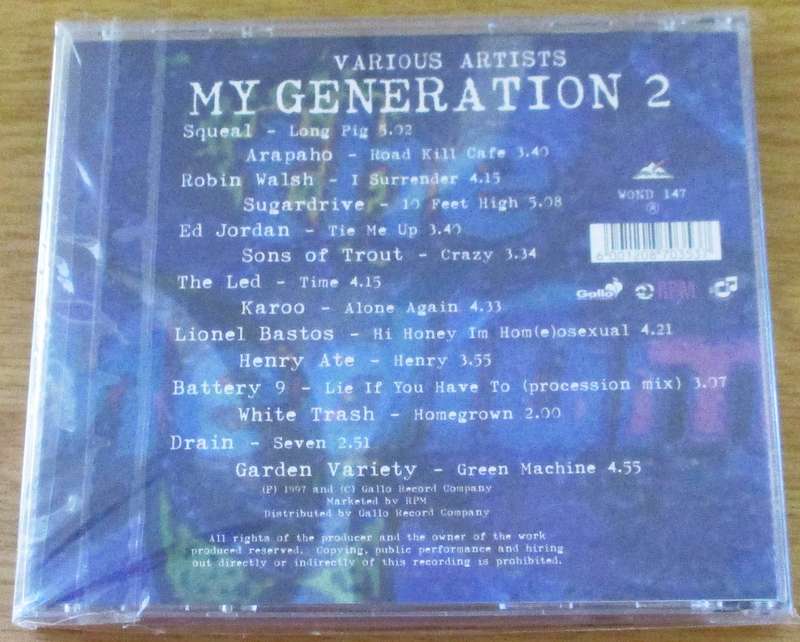 VARIOUS ARTISTS
MY GENERATION 2
Squeal - Long Pig 5.02
Arapaho - Road Kill Cafe 3.40
Robin Walsh - I Surrender 4.15
Sugardrive - 10 Feet High 5.08
Ed Jordan - Tie Me Up 3.40
Sons of Trout - Crazy 3.34
The Led - Time 4.15
Karoo - Alone Again 4.33
Lionel Bastos - Hi Honey Im Hom(e)osexual 4.21
Henry Ate - Henry 3.55
Battery 9 - Lie If You Have To (procession mix) 3.07
White Trash - Homegrown 2.00
Drain - Seven 2.51
Garden Variety - Green Machine 4.55
(P) 1997 and (C) Gallo Record Company
Marketed by RPM
Distributed by Gallo Record Company
All rights of the producer and the owner of the work
produced reserved. Copying, public performance and hiring
out directly or indirectly of this recording is prohibited.
WOND 147
Gallo RPM